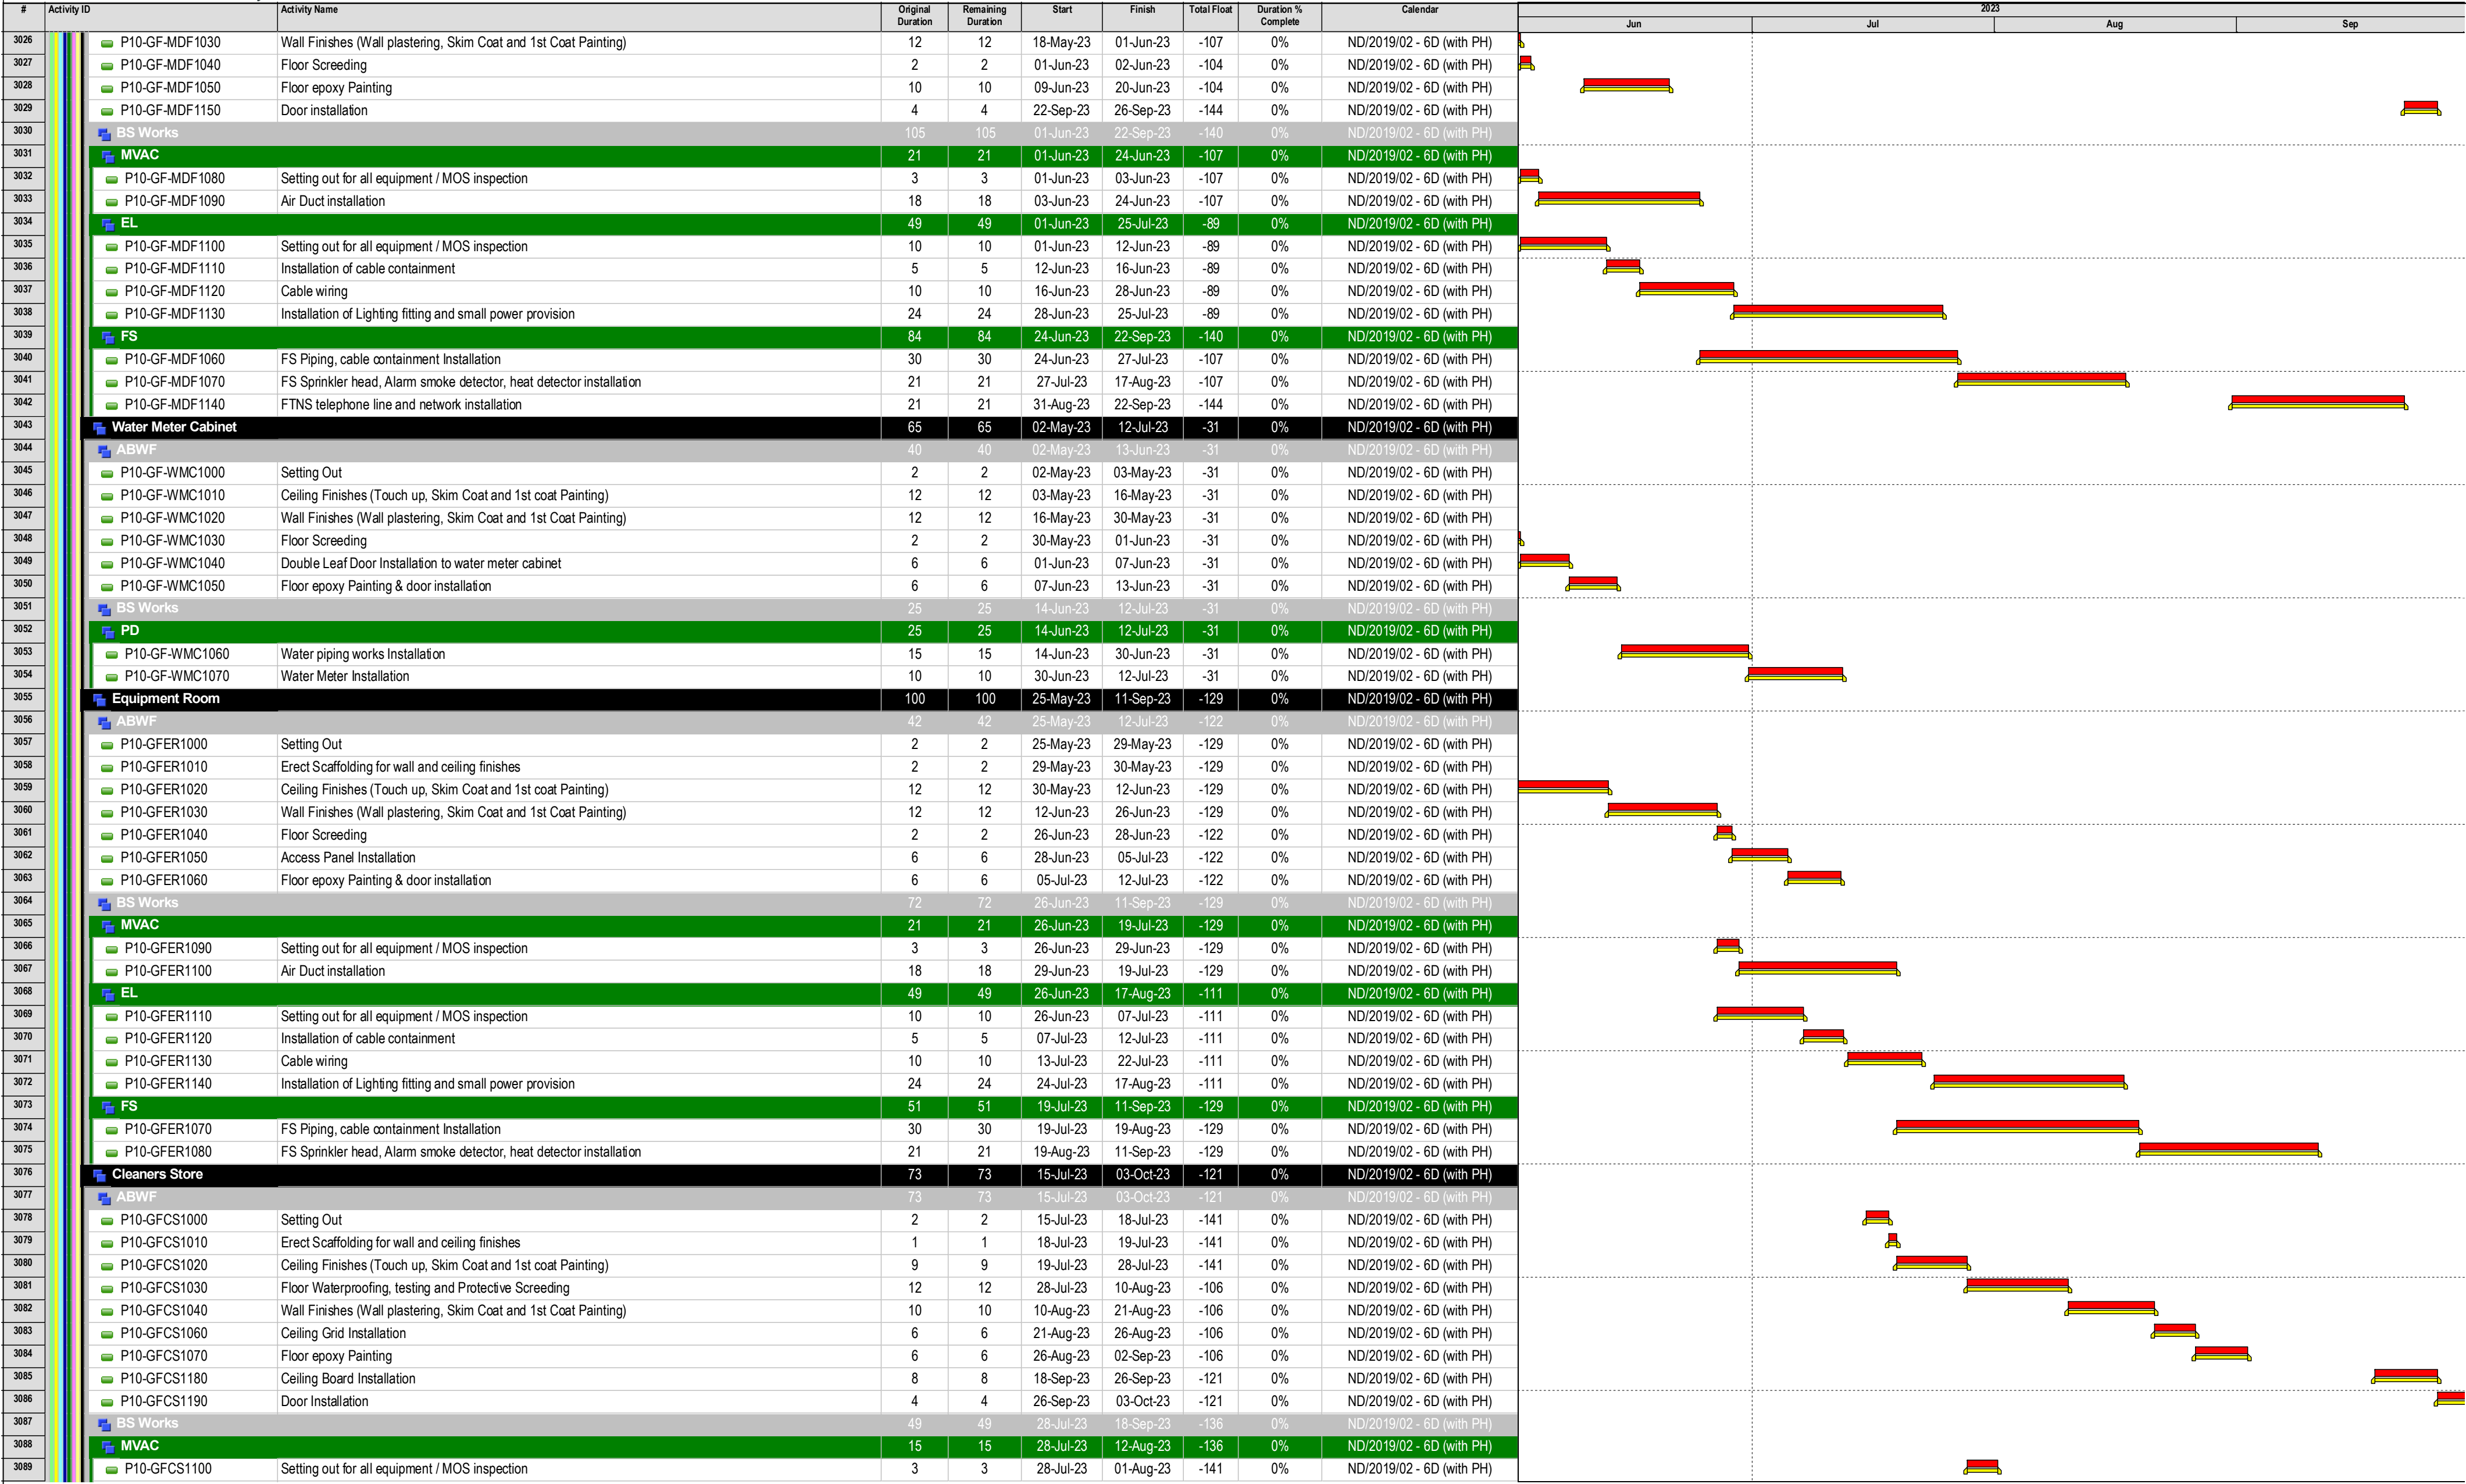 # Activity ID Activity Name Original Duration Remaining Duration Start Finish Total Float Duration % Complete Calendar 2023
Jun Jul Aug Sep
3026 P10-GF-MDF1030 Wall Finishes (Wall plastering, Skim Coat and 1st Coat Painting) 12 12 18-May-23 01-Jun-23 -107 0% ND/2019/02 - 6D (with PH)
3027 P10-GF-MDF1040 Floor Screeding 2 2 01-Jun-23 02-Jun-23 -104 0% ND/2019/02 - 6D (with PH)
3028 P10-GF-MDF1050 Floor epoxy Painting 10 10 09-Jun-23 20-Jun-23 -104 0% ND/2019/02 - 6D (with PH)
3029 P10-GF-MDF1150 Door installation 4 4 22-Sep-23 26-Sep-23 -144 0% ND/2019/02 - 6D (with PH)
3030 BS Works 105 105 01-Jun-23 22-Sep-23 -140 0% ND/2019/02 - 6D (with PH)
3031 MVAC 21 21 01-Jun-23 24-Jun-23 -107 0% ND/2019/02 - 6D (with PH)
3032 P10-GF-MDF1080 Setting out for all equipment / MOS inspection 3 3 01-Jun-23 03-Jun-23 -107 0% ND/2019/02 - 6D (with PH)
3033 P10-GF-MDF1090 Air Duct installation 18 18 03-Jun-23 24-Jun-23 -107 0% ND/2019/02 - 6D (with PH)
3034 EL 49 49 01-Jun-23 25-Jul-23 -89 0% ND/2019/02 - 6D (with PH)
3035 P10-GF-MDF1100 Setting out for all equipment / MOS inspection 10 10 01-Jun-23 12-Jun-23 -89 0% ND/2019/02 - 6D (with PH)
3036 P10-GF-MDF1110 Installation of cable containment 5 5 12-Jun-23 16-Jun-23 -89 0% ND/2019/02 - 6D (with PH)
3037 P10-GF-MDF1120 Cable wiring 10 10 16-Jun-23 28-Jun-23 -89 0% ND/2019/02 - 6D (with PH)
3038 P10-GF-MDF1130 Installation of Lighting fitting and small power provision 24 24 28-Jun-23 25-Jul-23 -89 0% ND/2019/02 - 6D (with PH)
3039 FS 84 84 24-Jun-23 22-Sep-23 -140 0% ND/2019/02 - 6D (with PH)
3040 P10-GF-MDF1060 FS Piping, cable containment Installation 30 30 24-Jun-23 27-Jul-23 -107 0% ND/2019/02 - 6D (with PH)
3041 P10-GF-MDF1070 FS Sprinkler head, Alarm smoke detector, heat detector installation 21 21 27-Jul-23 17-Aug-23 -107 0% ND/2019/02 - 6D (with PH)
3042 P10-GF-MDF1140 FTNS telephone line and network installation 21 21 31-Aug-23 22-Sep-23 -144 0% ND/2019/02 - 6D (with PH)
3043 Water Meter Cabinet 65 65 02-May-23 12-Jul-23 -31 0% ND/2019/02 - 6D (with PH)
3044 ABWF 40 40 02-May-23 13-Jun-23 -31 0% ND/2019/02 - 6D (with PH)
3045 P10-GF-WMC1000 Setting Out 2 2 02-May-23 03-May-23 -31 0% ND/2019/02 - 6D (with PH)
3046 P10-GF-WMC1010 Ceiling Finishes (Touch up, Skim Coat and 1st coat Painting) 12 12 03-May-23 16-May-23 -31 0% ND/2019/02 - 6D (with PH)
3047 P10-GF-WMC1020 Wall Finishes (Wall plastering, Skim Coat and 1st Coat Painting) 12 12 16-May-23 30-May-23 -31 0% ND/2019/02 - 6D (with PH)
3048 P10-GF-WMC1030 Floor Screeding 2 2 30-May-23 01-Jun-23 -31 0% ND/2019/02 - 6D (with PH)
3049 P10-GF-WMC1040 Double Leaf Door Installation to water meter cabinet 6 6 01-Jun-23 07-Jun-23 -31 0% ND/2019/02 - 6D (with PH)
3050 P10-GF-WMC1050 Floor epoxy Painting & door installation 6 6 07-Jun-23 13-Jun-23 -31 0% ND/2019/02 - 6D (with PH)
3051 BS Works 25 25 14-Jun-23 12-Jul-23 -31 0% ND/2019/02 - 6D (with PH)
3052 PD 25 25 14-Jun-23 12-Jul-23 -31 0% ND/2019/02 - 6D (with PH)
3053 P10-GF-WMC1060 Water piping works Installation 15 15 14-Jun-23 30-Jun-23 -31 0% ND/2019/02 - 6D (with PH)
3054 P10-GF-WMC1070 Water Meter Installation 10 10 30-Jun-23 12-Jul-23 -31 0% ND/2019/02 - 6D (with PH)
3055 Equipment Room 100 100 25-May-23 11-Sep-23 -129 0% ND/2019/02 - 6D (with PH)
3056 ABWF 42 42 25-May-23 12-Jul-23 -122 0% ND/2019/02 - 6D (with PH)
3057 P10-GFER1000 Setting Out 2 2 25-May-23 29-May-23 -129 0% ND/2019/02 - 6D (with PH)
3058 P10-GFER1010 Erect Scaffolding for wall and ceiling finishes 2 2 29-May-23 30-May-23 -129 0% ND/2019/02 - 6D (with PH)
3059 P10-GFER1020 Ceiling Finishes (Touch up, Skim Coat and 1st coat Painting) 12 12 30-May-23 12-Jun-23 -129 0% ND/2019/02 - 6D (with PH)
3060 P10-GFER1030 Wall Finishes (Wall plastering, Skim Coat and 1st Coat Painting) 12 12 12-Jun-23 26-Jun-23 -129 0% ND/2019/02 - 6D (with PH)
3061 P10-GFER1040 Floor Screeding 2 2 26-Jun-23 28-Jun-23 -122 0% ND/2019/02 - 6D (with PH)
3062 P10-GFER1050 Access Panel Installation 6 6 28-Jun-23 05-Jul-23 -122 0% ND/2019/02 - 6D (with PH)
3063 P10-GFER1060 Floor epoxy Painting & door installation 6 6 05-Jul-23 12-Jul-23 -122 0% ND/2019/02 - 6D (with PH)
3064 BS Works 72 72 26-Jun-23 11-Sep-23 -129 0% ND/2019/02 - 6D (with PH)
3065 MVAC 21 21 26-Jun-23 19-Jul-23 -129 0% ND/2019/02 - 6D (with PH)
3066 P10-GFER1090 Setting out for all equipment / MOS inspection 3 3 26-Jun-23 29-Jun-23 -129 0% ND/2019/02 - 6D (with PH)
3067 P10-GFER1100 Air Duct installation 18 18 29-Jun-23 19-Jul-23 -129 0% ND/2019/02 - 6D (with PH)
3068 EL 49 49 26-Jun-23 17-Aug-23 -111 0% ND/2019/02 - 6D (with PH)
3069 P10-GFER1110 Setting out for all equipment / MOS inspection 10 10 26-Jun-23 07-Jul-23 -111 0% ND/2019/02 - 6D (with PH)
3070 P10-GFER1120 Installation of cable containment 5 5 07-Jul-23 12-Jul-23 -111 0% ND/2019/02 - 6D (with PH)
3071 P10-GFER1130 Cable wiring 10 10 13-Jul-23 22-Jul-23 -111 0% ND/2019/02 - 6D (with PH)
3072 P10-GFER1140 Installation of Lighting fitting and small power provision 24 24 24-Jul-23 17-Aug-23 -111 0% ND/2019/02 - 6D (with PH)
3073 FS 51 51 19-Jul-23 11-Sep-23 -129 0% ND/2019/02 - 6D (with PH)
3074 P10-GFER1070 FS Piping, cable containment Installation 30 30 19-Jul-23 19-Aug-23 -129 0% ND/2019/02 - 6D (with PH)
3075 P10-GFER1080 FS Sprinkler head, Alarm smoke detector, heat detector installation 21 21 19-Aug-23 11-Sep-23 -129 0% ND/2019/02 - 6D (with PH)
3076 Cleaners Store 73 73 15-Jul-23 03-Oct-23 -121 0% ND/2019/02 - 6D (with PH)
3077 ABWF 73 73 15-Jul-23 03-Oct-23 -121 0% ND/2019/02 - 6D (with PH)
3078 P10-GFCS1000 Setting Out 2 2 15-Jul-23 18-Jul-23 -141 0% ND/2019/02 - 6D (with PH)
3079 P10-GFCS1010 Erect Scaffolding for wall and ceiling finishes 1 1 18-Jul-23 19-Jul-23 -141 0% ND/2019/02 - 6D (with PH)
3080 P10-GFCS1020 Ceiling Finishes (Touch up, Skim Coat and 1st coat Painting) 9 9 19-Jul-23 28-Jul-23 -141 0% ND/2019/02 - 6D (with PH)
3081 P10-GFCS1030 Floor Waterproofing, testing and Protective Screeding 12 12 28-Jul-23 10-Aug-23 -106 0% ND/2019/02 - 6D (with PH)
3082 P10-GFCS1040 Wall Finishes (Wall plastering, Skim Coat and 1st Coat Painting) 10 10 10-Aug-23 21-Aug-23 -106 0% ND/2019/02 - 6D (with PH)
3083 P10-GFCS1060 Ceiling Grid Installation 6 6 21-Aug-23 26-Aug-23 -106 0% ND/2019/02 - 6D (with PH)
3084 P10-GFCS1070 Floor epoxy Painting 6 6 26-Aug-23 02-Sep-23 -106 0% ND/2019/02 - 6D (with PH)
3085 P10-GFCS1180 Ceiling Board Installation 8 8 18-Sep-23 26-Sep-23 -121 0% ND/2019/02 - 6D (with PH)
3086 P10-GFCS1190 Door Installation 4 4 26-Sep-23 03-Oct-23 -121 0% ND/2019/02 - 6D (with PH)
3087 BS Works 49 49 28-Jul-23 18-Sep-23 -136 0% ND/2019/02 - 6D (with PH)
3088 MVAC 15 15 28-Jul-23 12-Aug-23 -136 0% ND/2019/02 - 6D (with PH)
3089 P10-GFCS1100 Setting out for all equipment / MOS inspection 3 3 28-Jul-23 01-Aug-23 -141 0% ND/2019/02 - 6D (with PH)